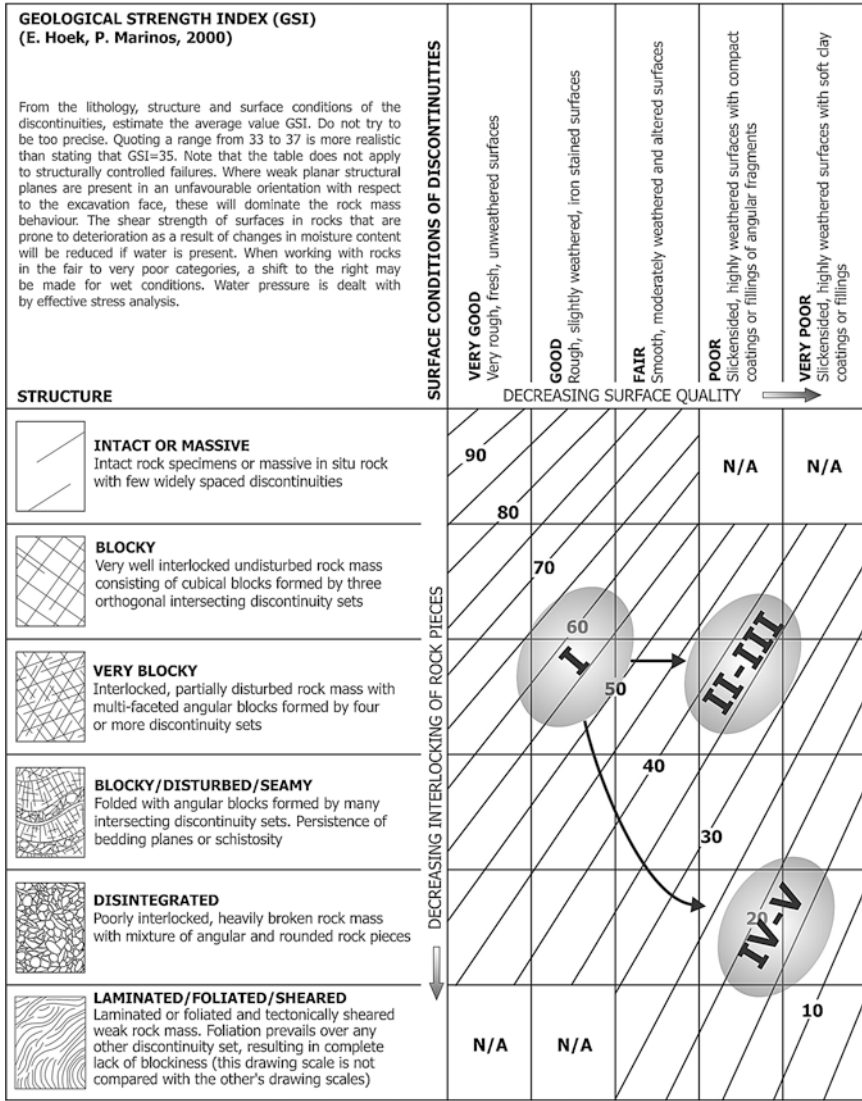 GEOLOGICAL STRENGTH INDEX (GSI)
(E. Hoek, P. Marinos, 2000)
From the lithology, structure and surface conditions of the
discontinuities, estimate the average value GSI. Do not try to
be too precise. Quoting a range from 33 to 37 is more realistic
than stating that GSI=35. Note that the table does not apply
to structurally controlled failures. Where weak planar structural
planes are present in an unfavourable orientation with respect
to the excavation face, these will dominate the rock mass
behaviour. The shear strength of surfaces in rocks that are
prone to deterioration as a result of changes in moisture content
will be reduced if water is present. When working with rocks
in the fair to very poor categories, a shift to the right may
be made for wet conditions. Water pressure is dealt with
by effective stress analysis.
STRUCTURE
SURFACE CONDITIONS OF DISCONTINUITIES
VERY GOOD
Very rough, fresh, unweathered surfaces
GOOD
Rough, slightly weathered, iron stained surfaces
FAIR
Smooth, moderately weathered and altered surfaces
POOR
Slickensided, highly weathered surfaces with compact
coatings or fillings of angular fragments
VERY POOR
Slickensided, highly weathered surfaces with soft clay
coatings or fillings
DECREASING SURFACE QUALITY
INTACT OR MASSIVE
Intact rock specimens or massive in situ rock
with few widely spaced discontinuities
BLOCKY
Very well interlocked undisturbed rock mass
consisting of cubical blocks formed by three
orthogonal intersecting discontinuity sets
VERY BLOCKY
Interlocked, partially disturbed rock mass with
multi-faceted angular blocks formed by four
or more discontinuity sets
BLOCKY/DISTURBED/SEAMY
Folded with angular blocks formed by many
intersecting discontinuity sets. Persistence of
bedding planes or schistosity
DISINTEGRATED
Poorly interlocked, heavily broken rock mass
with mixture of angular and rounded rock pieces
LAMINATED/FOLIATED/SHEARED
Laminated or foliated and tectonically sheared
weak rock mass. Foliation prevails over any
other discontinuity set, resulting in complete
lack of blockiness (this drawing scale is not
compared with the other's drawing scales)
DECREASING INTERLOCKING OF ROCK PIECES
90
N/A
N/A
80
70
60
I
II-III
50
40
30
20
IV-V
10
N/A
N/A